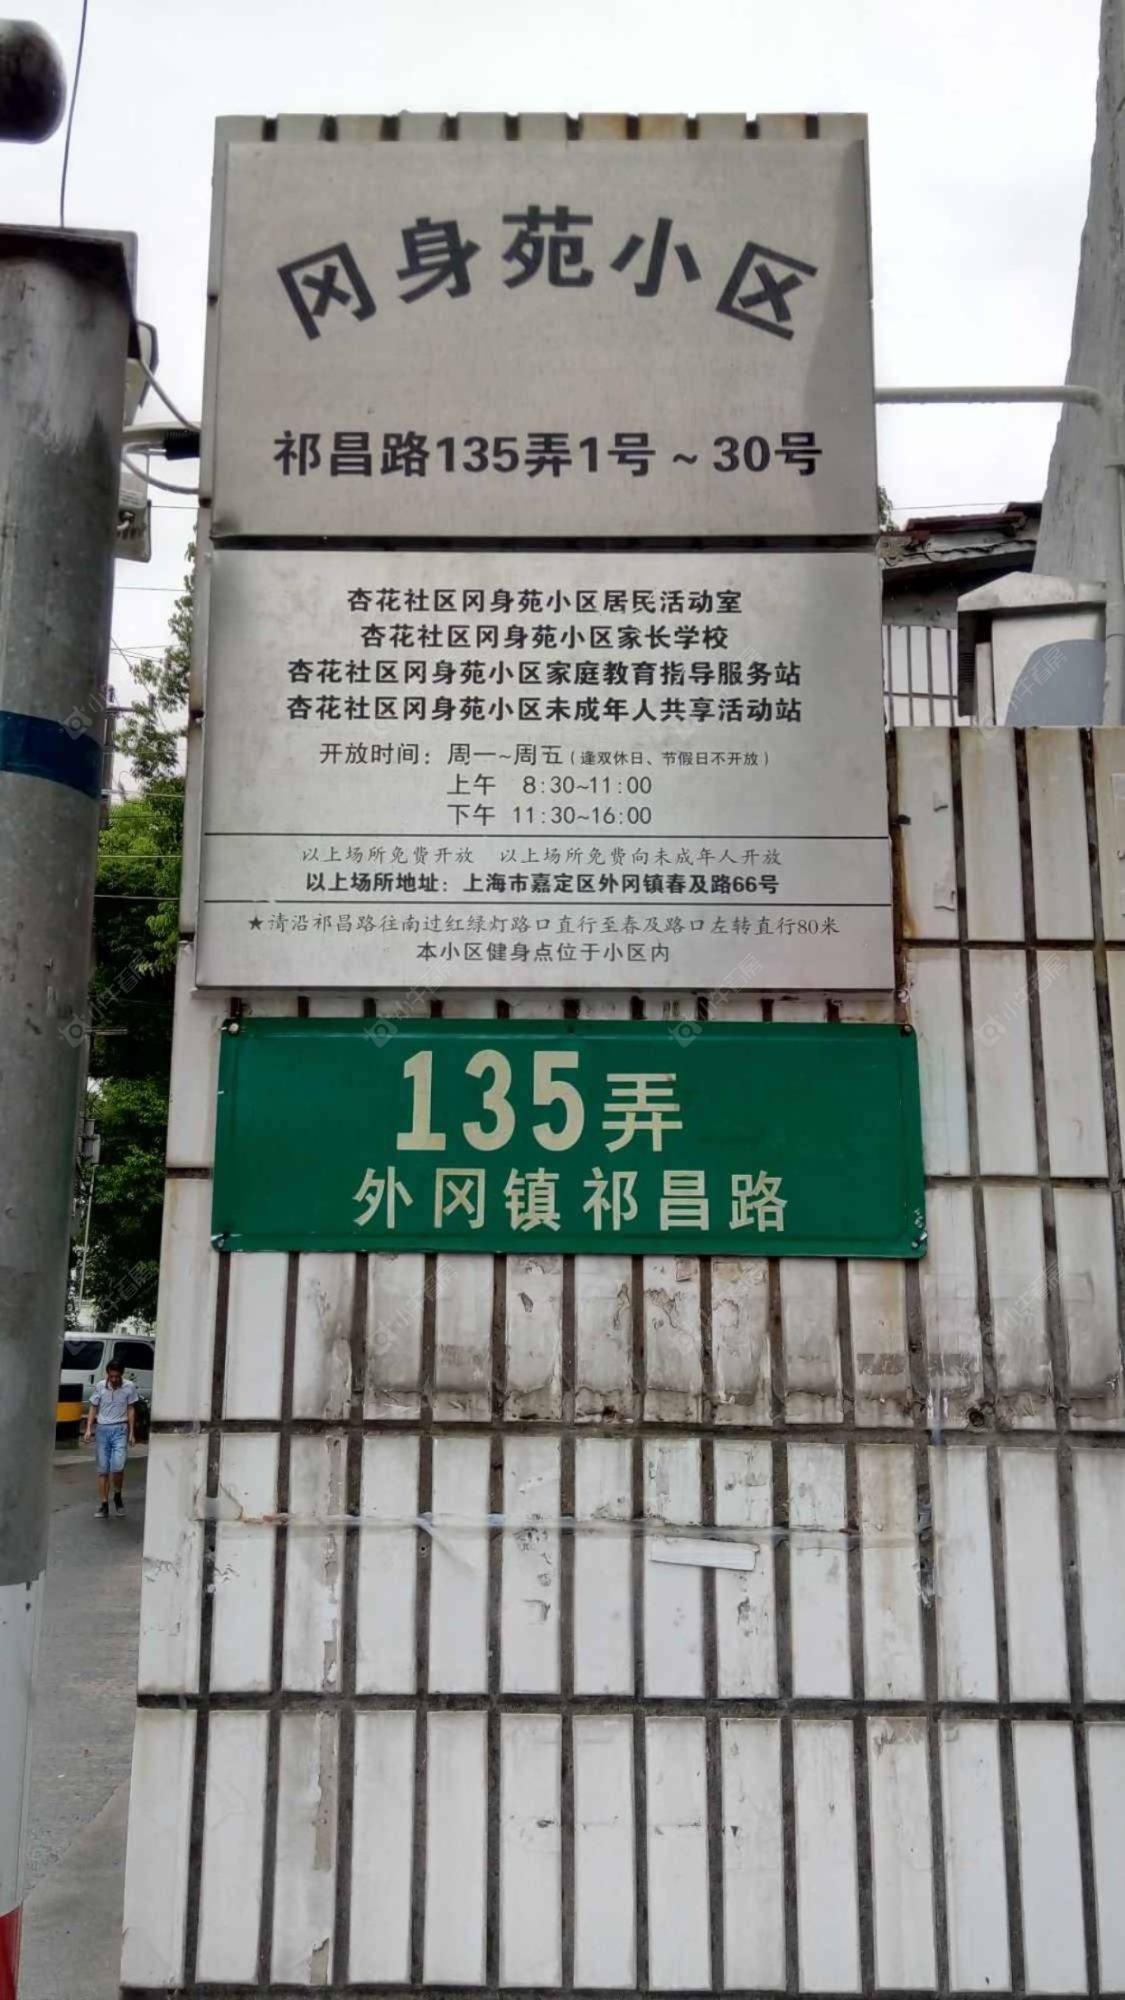 冈身苑小区
祁昌路135弄1号~30号
杏花社区冈身苑小区居民活动室
杏花社区冈身苑小区家长学校
杏花社区冈身苑小区家庭教育指导服务站
杏花社区冈身苑小区未成年人共享活动站
开放时间：周一~周五（逢双休日、节假日不开放）
上午 8:30~11:00
下午 11:30~16:00
以上场所免费开放 以上场所免费向未成年人开放
以上场所地址：上海市嘉定区外冈镇春及路66号
★请沿祁昌路往南过红绿灯路口直行至春及路口左转直行80米
本小区健身点位于小区内
135弄
外冈镇祁昌路